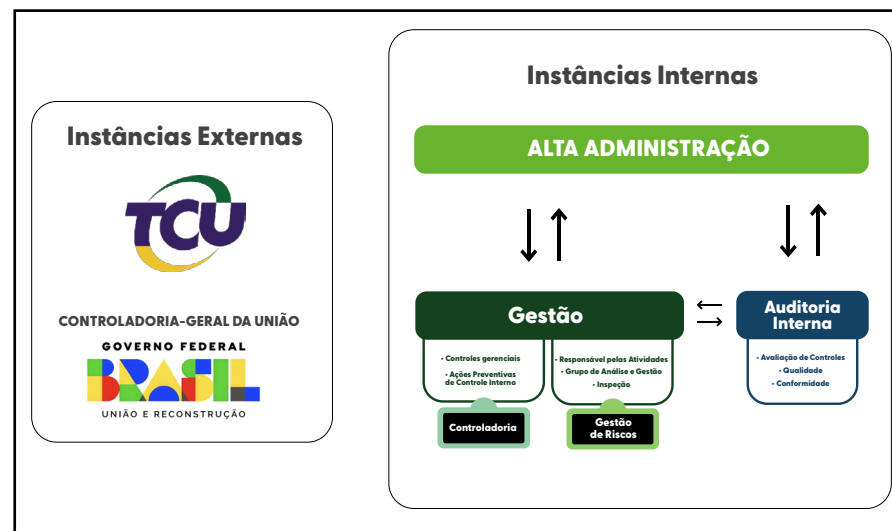 Instâncias Externas
TCU
CONTROLADORIA-GERAL DA UNIÃO
GOVERNO FEDERAL
BRASIL
UNIÃO E RECONSTRUÇÃO
Instâncias Internas
ALTA ADMINISTRAÇÃO
Gestão
• Controles gerenciais
• Ações Preventivas
de Controle Interno
Controladoria
• Responsável pelas Atividades
• Grupo de Análise e Gestão
• Inspeção
Gestão
de Riscos
Auditoria
Interna
• Avaliação de Controles
• Qualidade
• Conformidade